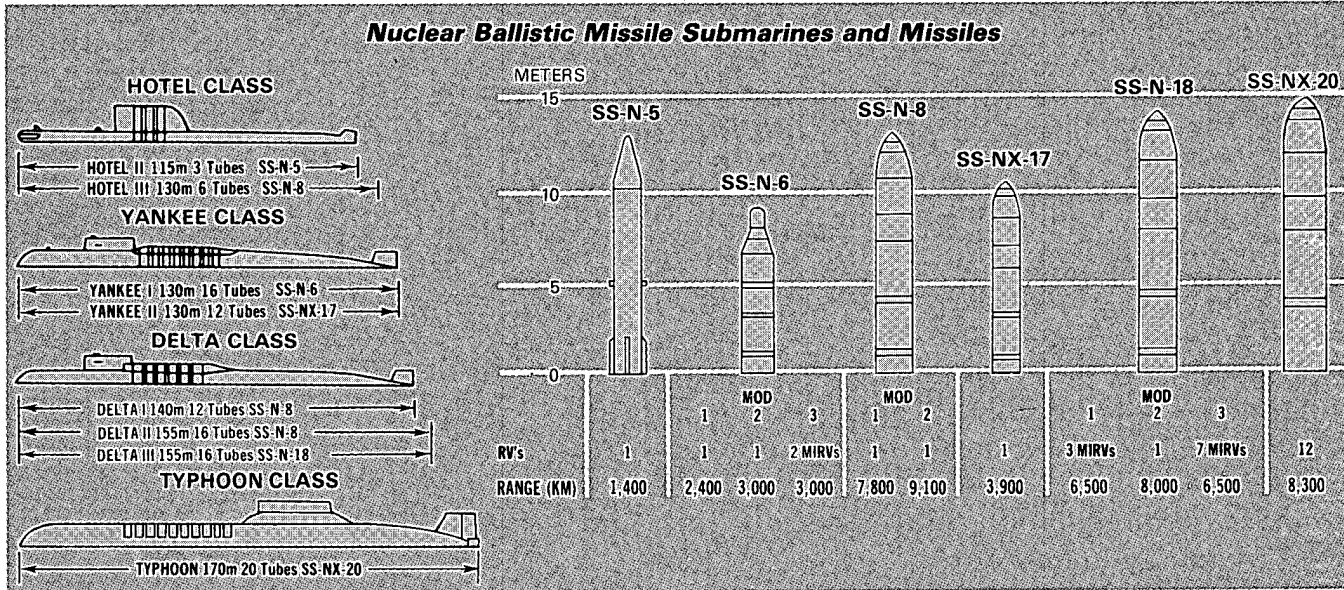 Nuclear Ballistic Missile Submarines and Missiles
HOTEL CLASS
HOTEL II 115m 3 Tubes SS-N-5
HOTEL III 130m 6 Tubes SS-N-8
YANKEE CLASS
YANKEE I 130m 16 Tubes SS-N-6
YANKEE II 130m 12 Tubes SS-NX-17
DELTA CLASS
DELTA I 140m 12 Tubes SS-N-8
DELTA II 155m 16 Tubes SS-N-8
DELTA III 155m 16 Tubes SS-N-18
TYPHOON CLASS
TYPHOON 170m 20 Tubes SS-NX-20
METERS
15
10
5
0
SS-N-5
SS-N-6
SS-N-8
SS-NX-17
SS-N-18
SS-NX-20
MOD MOD MOD
1 2 3 1 2 1 2 3
RV's 1 1 1 2 MIRVs 1 1 1 3 MIRVs 1 7 MIRVs 12
RANGE (KM) 1,400 2,400 3,000 3,000 7,800 9,100 3,900 6,500 8,000 6,500 8,300